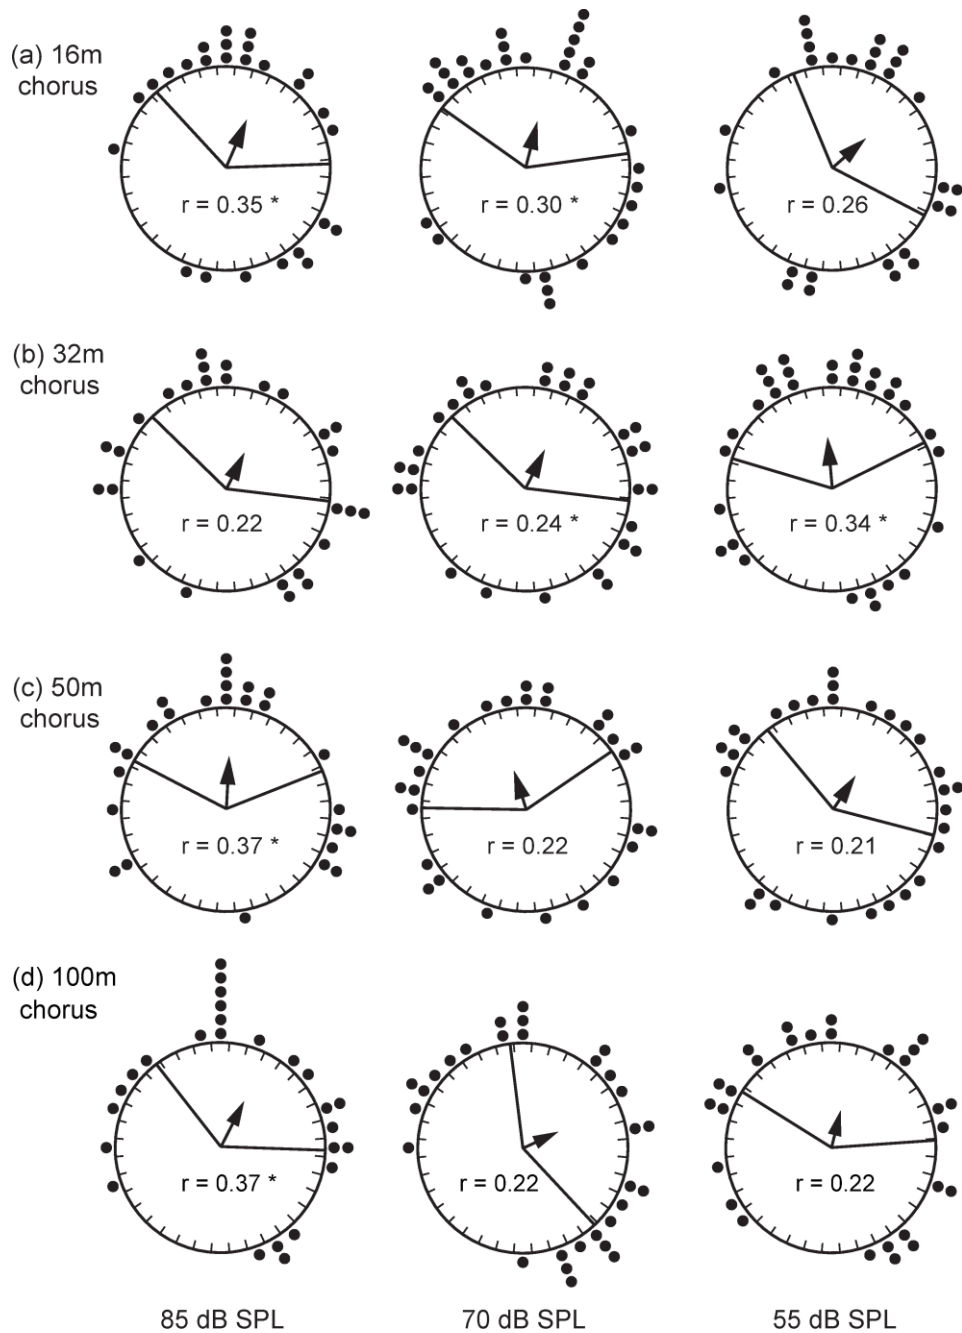 (a) 16m
chorus
r = 0.35 *
r = 0.30 *
r = 0.26
(b) 32m
chorus
r = 0.22
r = 0.24 *
r = 0.34 *
(c) 50m
chorus
r = 0.37 *
r = 0.22
r = 0.21
(d) 100m
chorus
r = 0.37 *
r = 0.22
r = 0.22
85 dB SPL
70 dB SPL
55 dB SPL